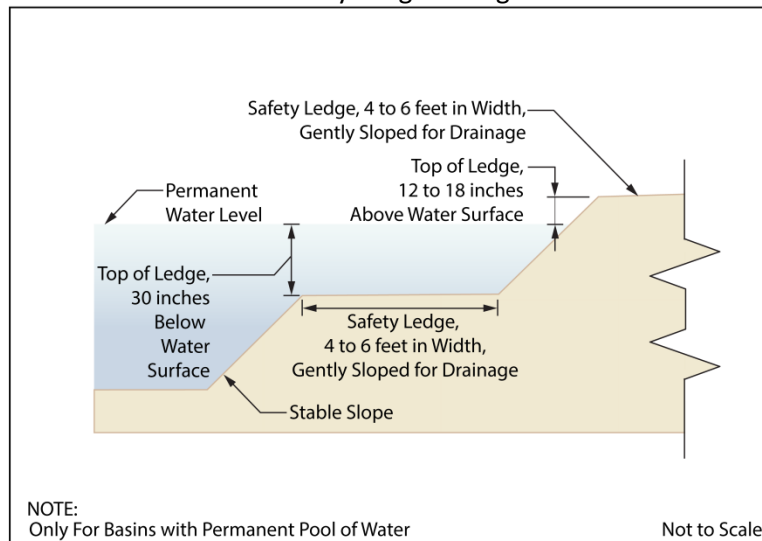 Safety Ledge, 4 to 6 feet in Width,
Gently Sloped for Drainage
Top of Ledge,
12 to 18 inches
Above Water Surface
Permanent
Water Level
Top of Ledge,
30 inches
Below
Water
Surface
Safety Ledge,
4 to 6 feet in Width,
Gently Sloped for Drainage
Stable Slope
NOTE:
Only For Basins with Permanent Pool of Water
Not to Scale